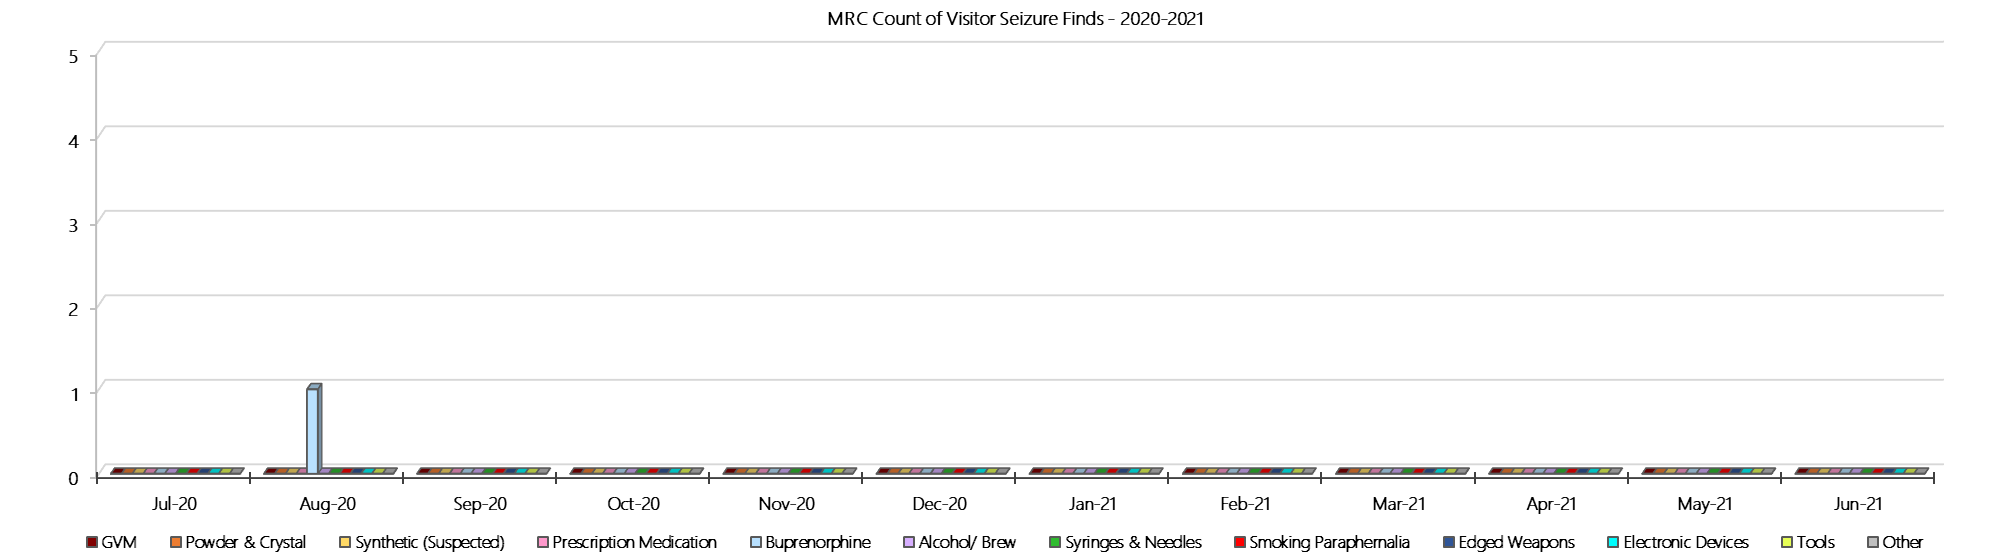 MRC Count of Visitor Seizure Finds - 2020-2021
5
4
3
2
1
0
Jul-20 Aug-20 Sep-20 Oct-20 Nov-20 Dec-20 Jan-21 Feb-21 Mar-21 Apr-21 May-21 Jun-21
GVM Powder & Crystal Synthetic (Suspected) Prescription Medication Buprenorphine Alcohol/ Brew Syringes & Needles Smoking Paraphernalia Edged Weapons Electronic Devices Tools Other